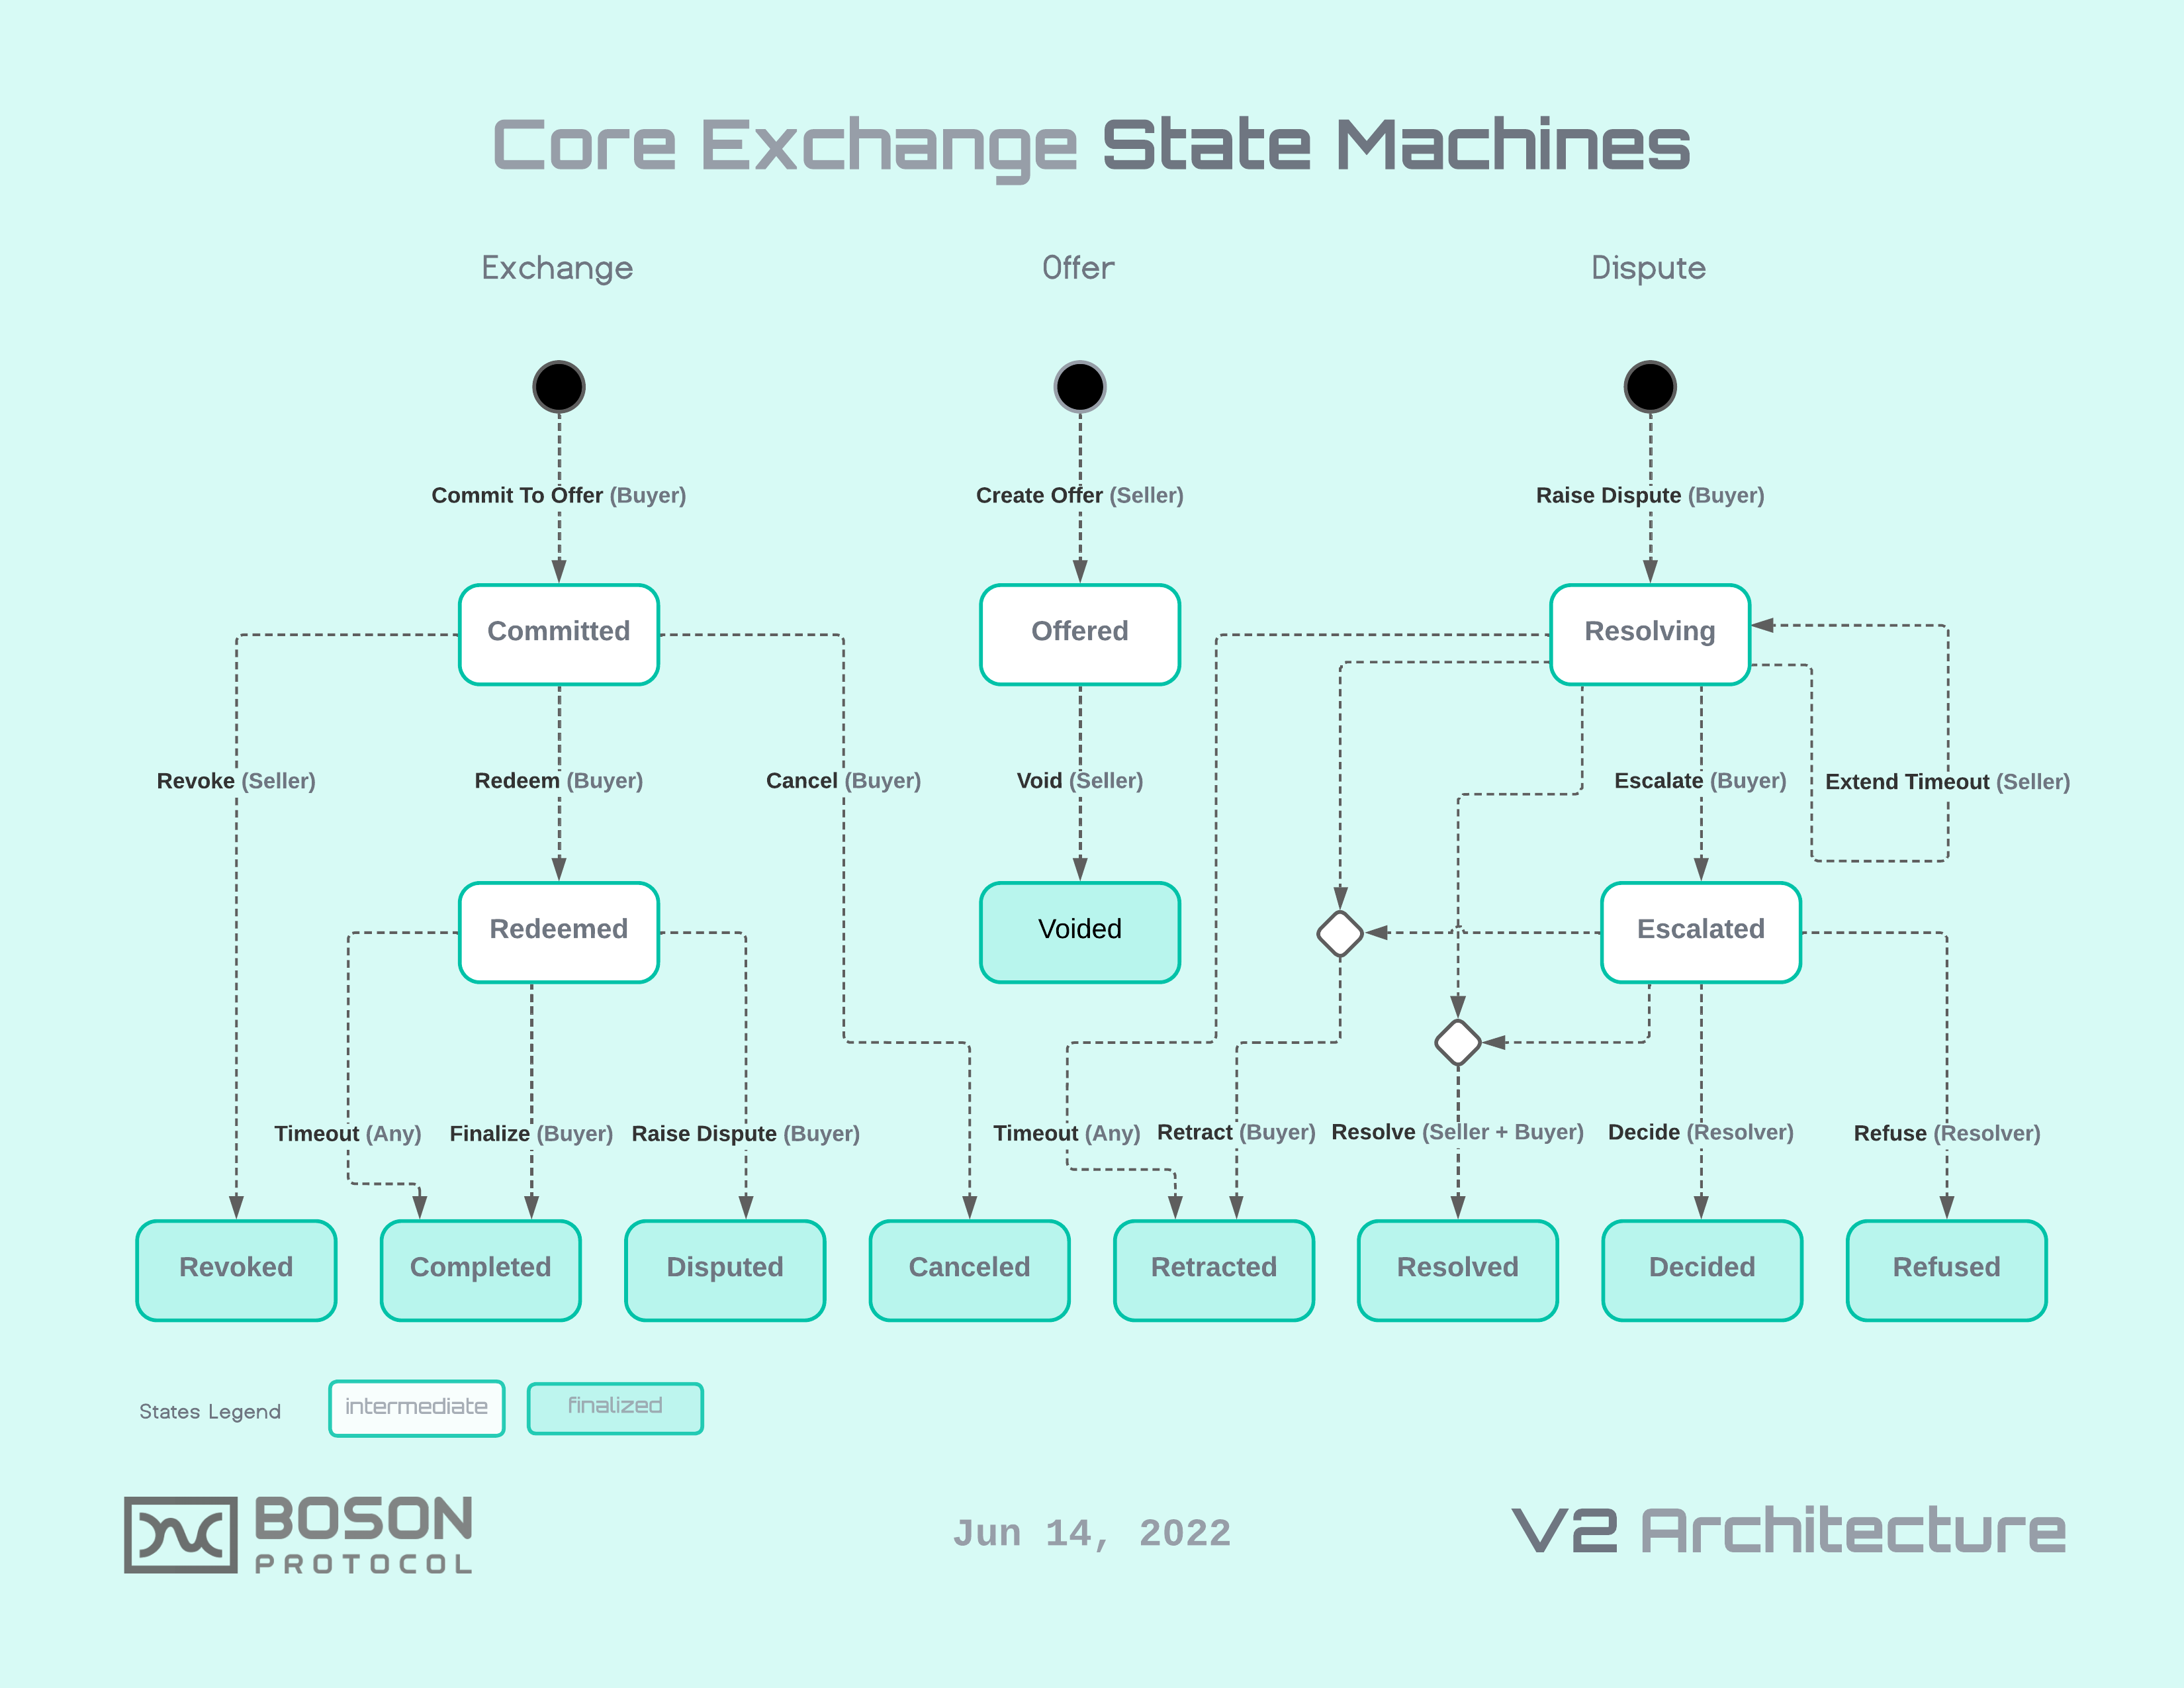 Core Exchange State Machines
Exchange
Offer
Dispute
Commit To Offer (Buyer)
Create Offer (Seller)
Raise Dispute (Buyer)
Committed
Offered
Resolving
Revoke (Seller)
Redeem (Buyer)
Cancel (Buyer)
Void (Seller)
Escalate (Buyer)
Extend Timeout (Seller)
Redeemed
Voided
Escalated
Timeout (Any)
Finalize (Buyer)
Raise Dispute (Buyer)
Timeout (Any)
Retract (Buyer)
Resolve (Seller + Buyer)
Decide (Resolver)
Refuse (Resolver)
Revoked
Completed
Disputed
Canceled
Retracted
Resolved
Decided
Refused
States Legend
intermediate
finalized
BOSON
PROTOCOL
Jun 14, 2022
V2 Architecture